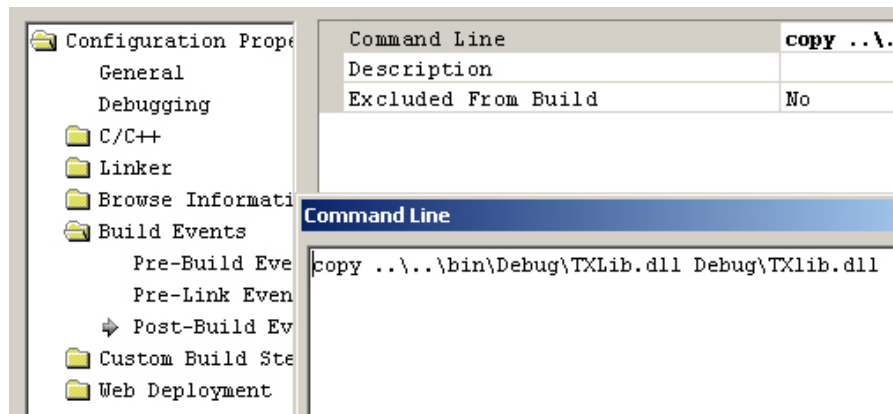 Configuration Prope
General
Debugging
C/C++
Linker
Browse Informati
Build Events
Pre-Build Eve
Pre-Link Even
Post-Build Ev
Custom Build Ste
Web Deployment
Command Line copy ..\.
Description
Excluded From Build No
Command Line
copy ..\..\bin\Debug\TXLib.dll Debug\TXlib.dll